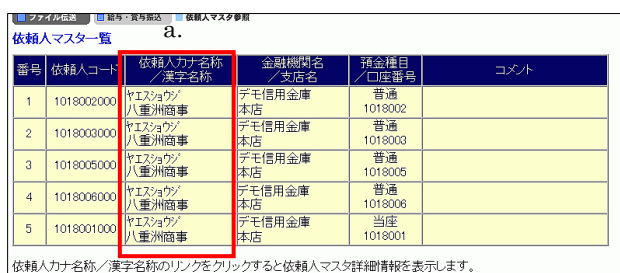 ファイル伝送 給与・賞与振込 依頼人マスタ参照
依頼人マスタ一覧 a.
番号 依頼人コード 依頼人カナ名称／漢字名称 金融機関名／支店名 預金種目／口座番号 コメント
1 1018002000 ヤエスショウジ 八重洲商事 デモ信用金庫 本店 普通 1018002
2 1018003000 ヤエスショウジ 八重洲商事 デモ信用金庫 本店 普通 1018003
3 1018005000 ヤエスショウジ 八重洲商事 デモ信用金庫 本店 普通 1018005
4 1018006000 ヤエスショウジ 八重洲商事 デモ信用金庫 本店 普通 1018006
5 1018001000 ヤエスショウジ 八重洲商事 デモ信用金庫 本店 当座 1018001
依頼人カナ名称／漢字名称のリンクをクリックすると依頼人マスタ詳細情報を表示します。